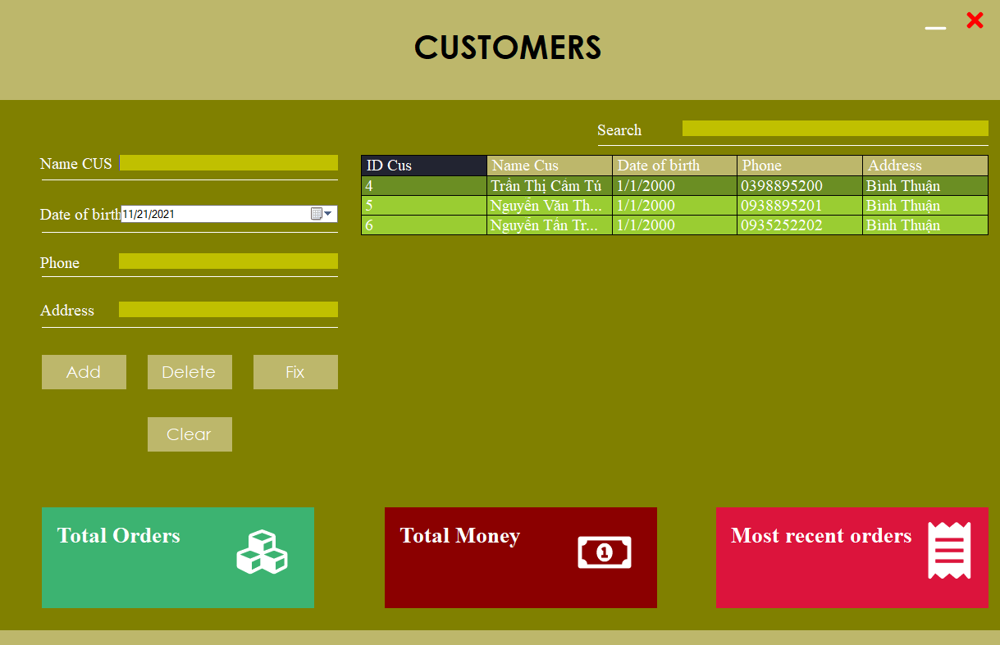 CUSTOMERS
Search
Name CUS
Date of birth 11/21/2021
Phone
Address
Add Delete Fix
Clear
ID Cus Name Cus Date of birth Phone Address
4 Trần Thị Cẩm Tú 1/1/2000 0398895200 Bình Thuận
5 Nguyễn Văn Th... 1/1/2000 0938895201 Bình Thuận
6 Nguyễn Tấn Tr... 1/1/2000 0935252202 Bình Thuận
Total Orders
Total Money
1
Most recent orders